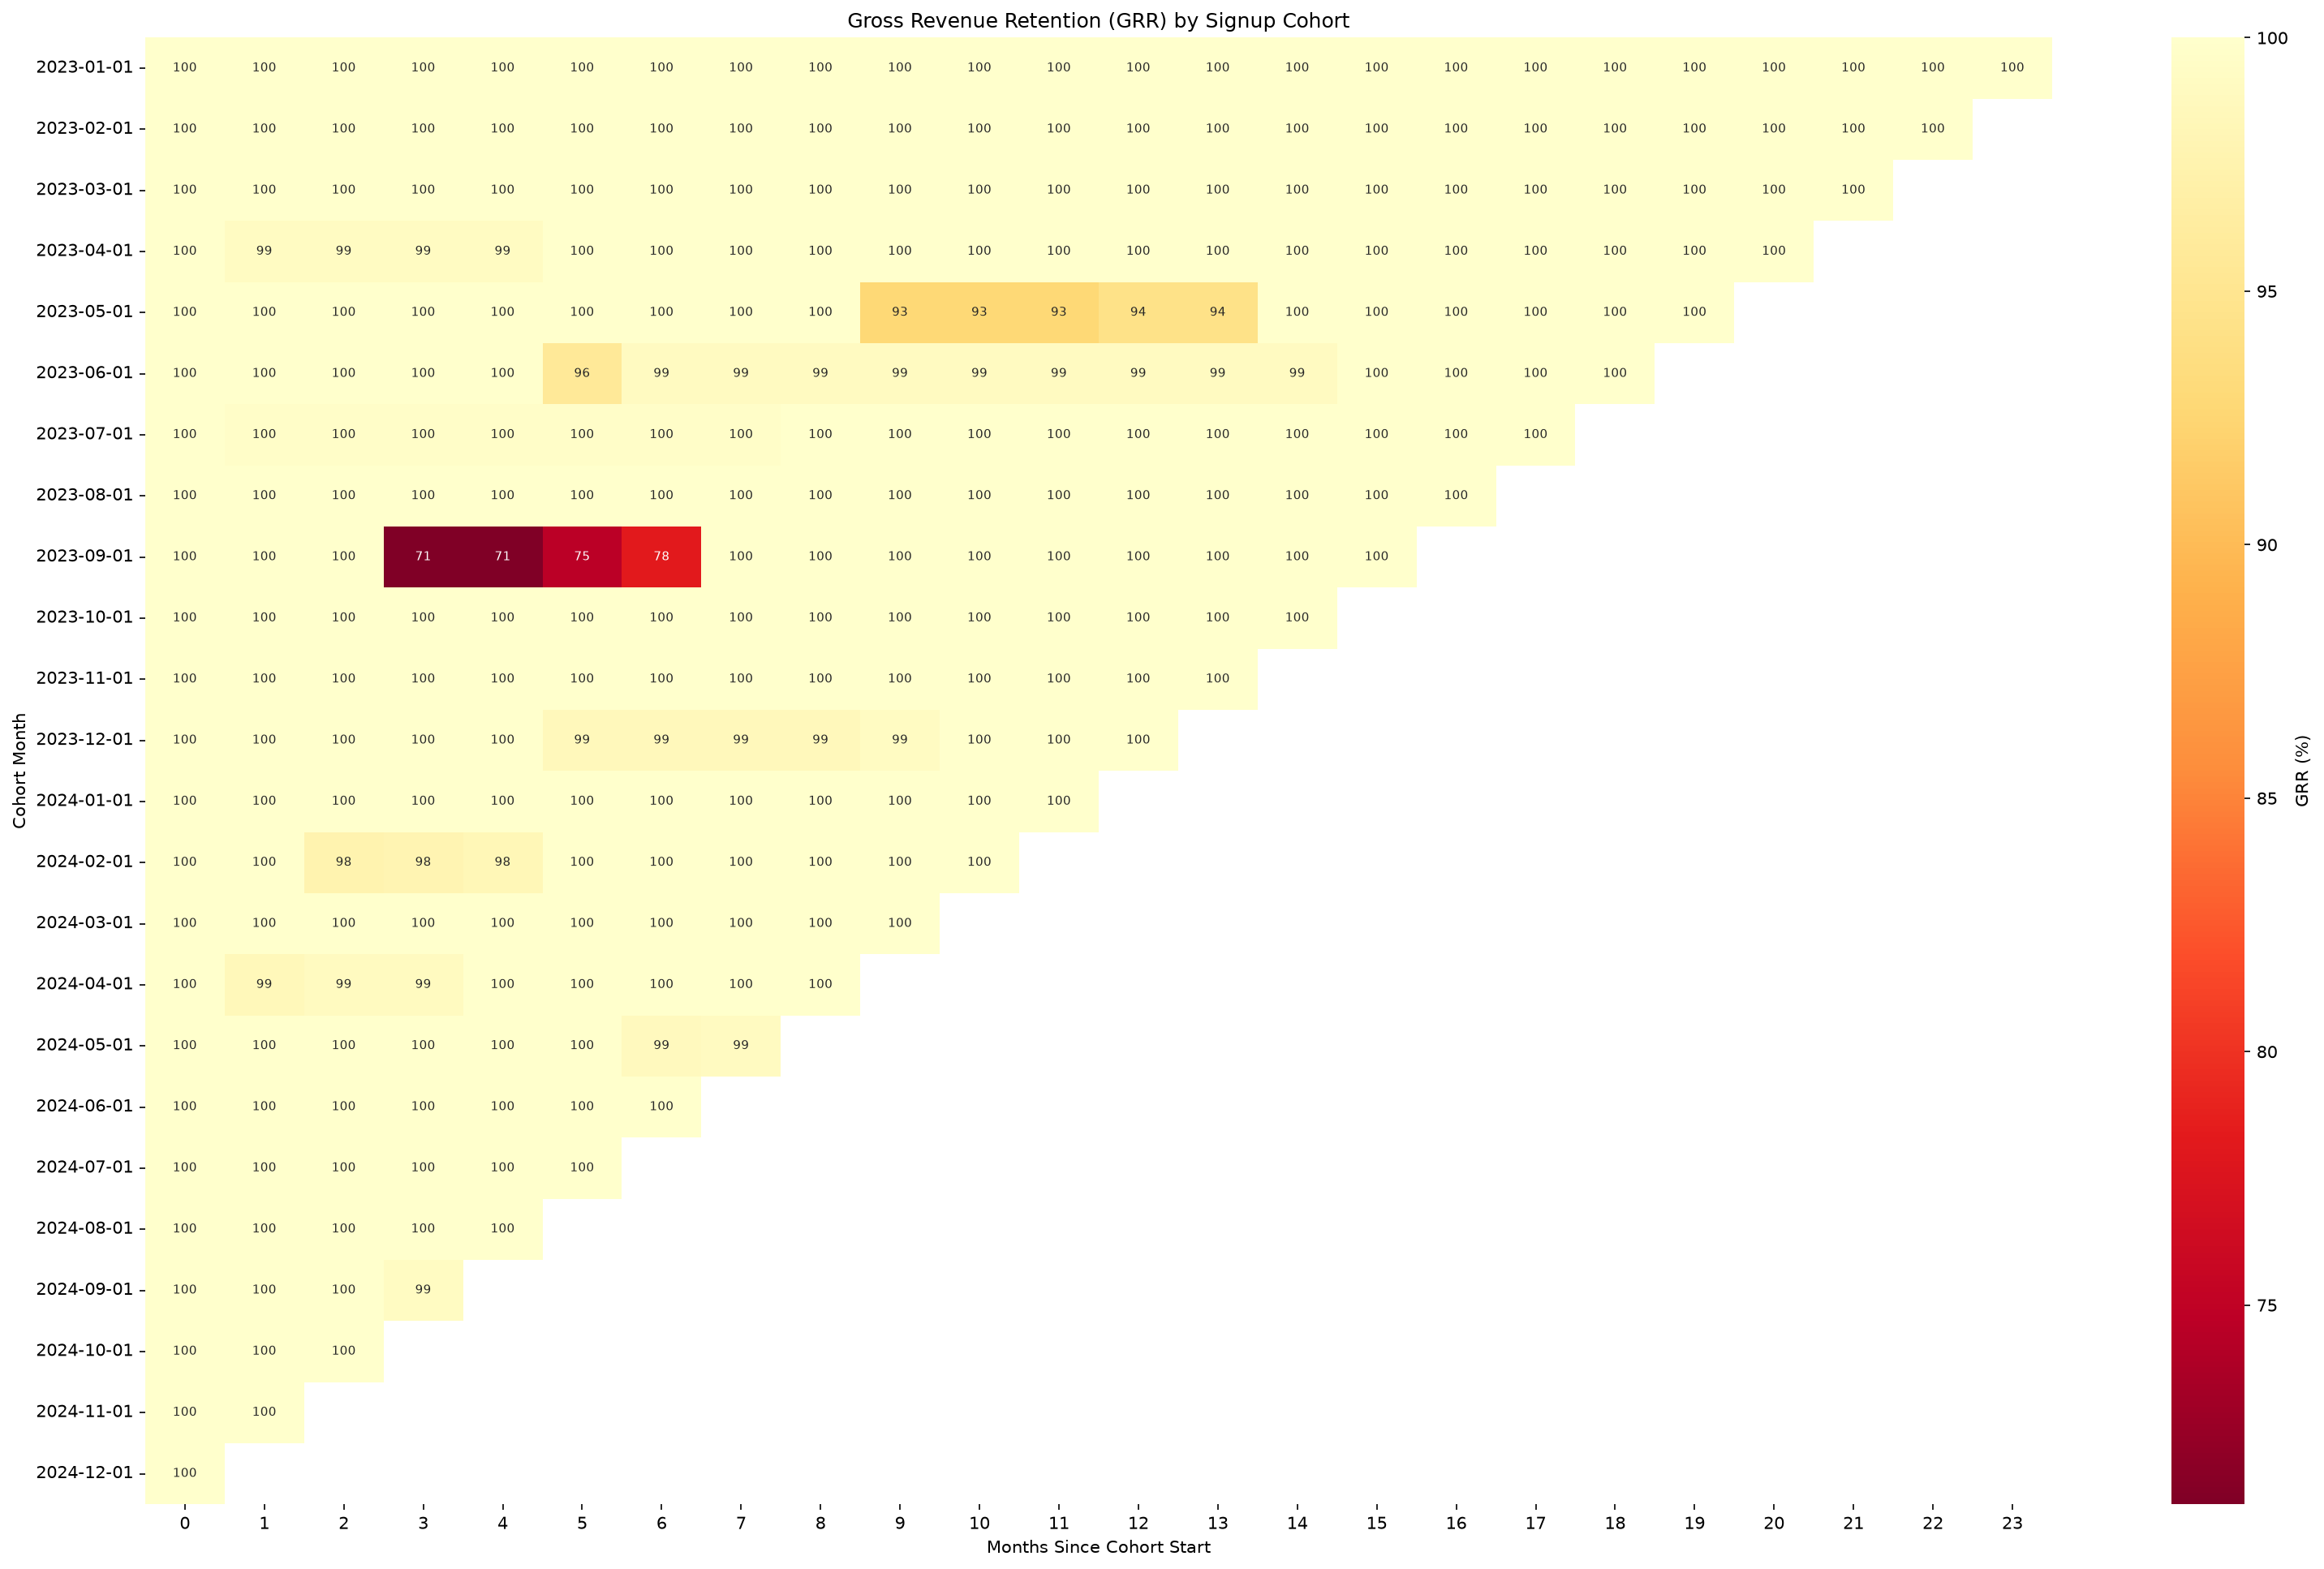 Gross Revenue Retention (GRR) by Signup Cohort
Cohort Month
2023-01-01 100 100 100 100 100 100 100 100 100 100 100 100 100 100 100 100 100 100 100 100 100 100 100 100
2023-02-01 100 100 100 100 100 100 100 100 100 100 100 100 100 100 100 100 100 100 100 100 100 100 100
2023-03-01 100 100 100 100 100 100 100 100 100 100 100 100 100 100 100 100 100 100 100 100 100 100
2023-04-01 100 99 99 99 99 100 100 100 100 100 100 100 100 100 100 100 100 100 100 100 100
2023-05-01 100 100 100 100 100 100 100 100 100 93 93 93 94 94 100 100 100 100 100 100
2023-06-01 100 100 100 100 100 96 99 99 99 99 99 99 99 99 99 100 100 100 100
2023-07-01 100 100 100 100 100 100 100 100 100 100 100 100 100 100 100 100 100 100
2023-08-01 100 100 100 100 100 100 100 100 100 100 100 100 100 100 100 100 100
2023-09-01 100 100 100 71 71 75 78 100 100 100 100 100 100 100 100 100
2023-10-01 100 100 100 100 100 100 100 100 100 100 100 100 100 100 100
2023-11-01 100 100 100 100 100 100 100 100 100 100 100 100 100 100
2023-12-01 100 100 100 100 100 99 99 99 99 99 100 100 100
2024-01-01 100 100 100 100 100 100 100 100 100 100 100 100
2024-02-01 100 100 98 98 98 100 100 100 100 100 100
2024-03-01 100 100 100 100 100 100 100 100 100 100
2024-04-01 100 99 99 99 100 100 100 100 100
2024-05-01 100 100 100 100 100 100 99 99
2024-06-01 100 100 100 100 100 100 100
2024-07-01 100 100 100 100 100 100
2024-08-01 100 100 100 100 100
2024-09-01 100 100 100 99
2024-10-01 100 100 100
2024-11-01 100 100
2024-12-01 100
0 1 2 3 4 5 6 7 8 9 10 11 12 13 14 15 16 17 18 19 20 21 22 23
Months Since Cohort Start
100
95
90
85
80
75
GRR (%)